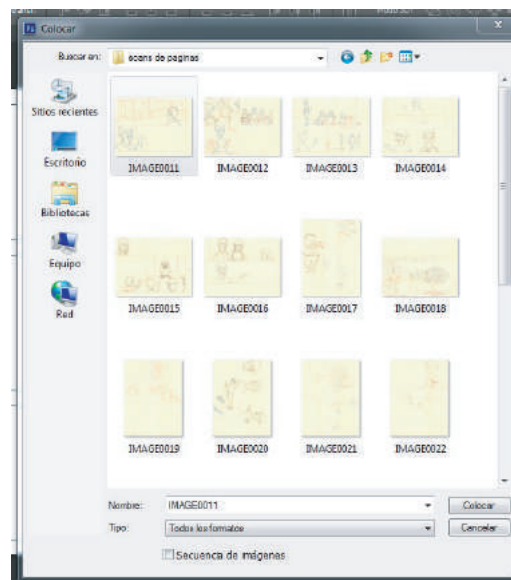 Colocar
Buscar en: scans de paginas
Sitios recientes
Escritorio
Bibliotecas
Equipo
Red
IMAGE0011 IMAGE0012 IMAGE0013 IMAGE0014
IMAGE0015 IMAGE0016 IMAGE0017 IMAGE0018
IMAGE0019 IMAGE0020 IMAGE0021 IMAGE0022
Nombre: IMAGE0011 Colocar
Tipo: Todos los formatos Cancelar
Secuencia de imágenes